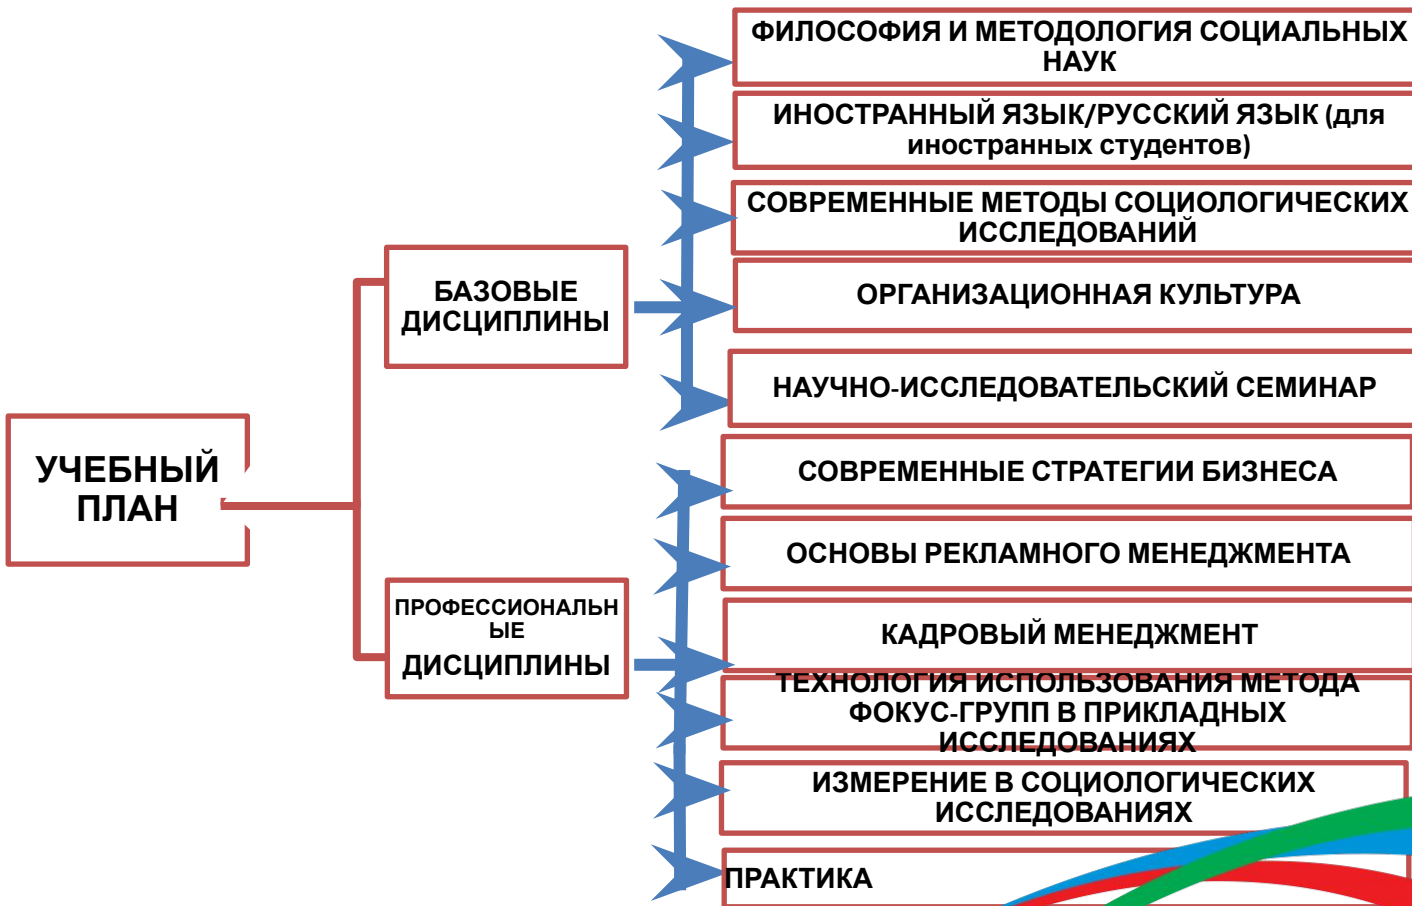 УЧЕБНЫЙ
ПЛАН
БАЗОВЫЕ
ДИСЦИПЛИНЫ
ФИЛОСОФИЯ И МЕТОДОЛОГИЯ СОЦИАЛЬНЫХ
НАУК
ИНОСТРАННЫЙ ЯЗЫК/РУССКИЙ ЯЗЫК (для
иностранных студентов)
СОВРЕМЕННЫЕ МЕТОДЫ СОЦИОЛОГИЧЕСКИХ
ИССЛЕДОВАНИЙ
ОРГАНИЗАЦИОННАЯ КУЛЬТУРА
НАУЧНО-ИССЛЕДОВАТЕЛЬСКИЙ СЕМИНАР
ПРОФЕССИОНАЛЬН
ЫЕ
ДИСЦИПЛИНЫ
СОВРЕМЕННЫЕ СТРАТЕГИИ БИЗНЕСА
ОСНОВЫ РЕКЛАМНОГО МЕНЕДЖМЕНТА
КАДРОВЫЙ МЕНЕДЖМЕНТ
ТЕХНОЛОГИЯ ИСПОЛЬЗОВАНИЯ МЕТОДА
ФОКУС-ГРУПП В ПРИКЛАДНЫХ
ИССЛЕДОВАНИЯХ
ИЗМЕРЕНИЕ В СОЦИОЛОГИЧЕСКИХ
ИССЛЕДОВАНИЯХ
ПРАКТИКА